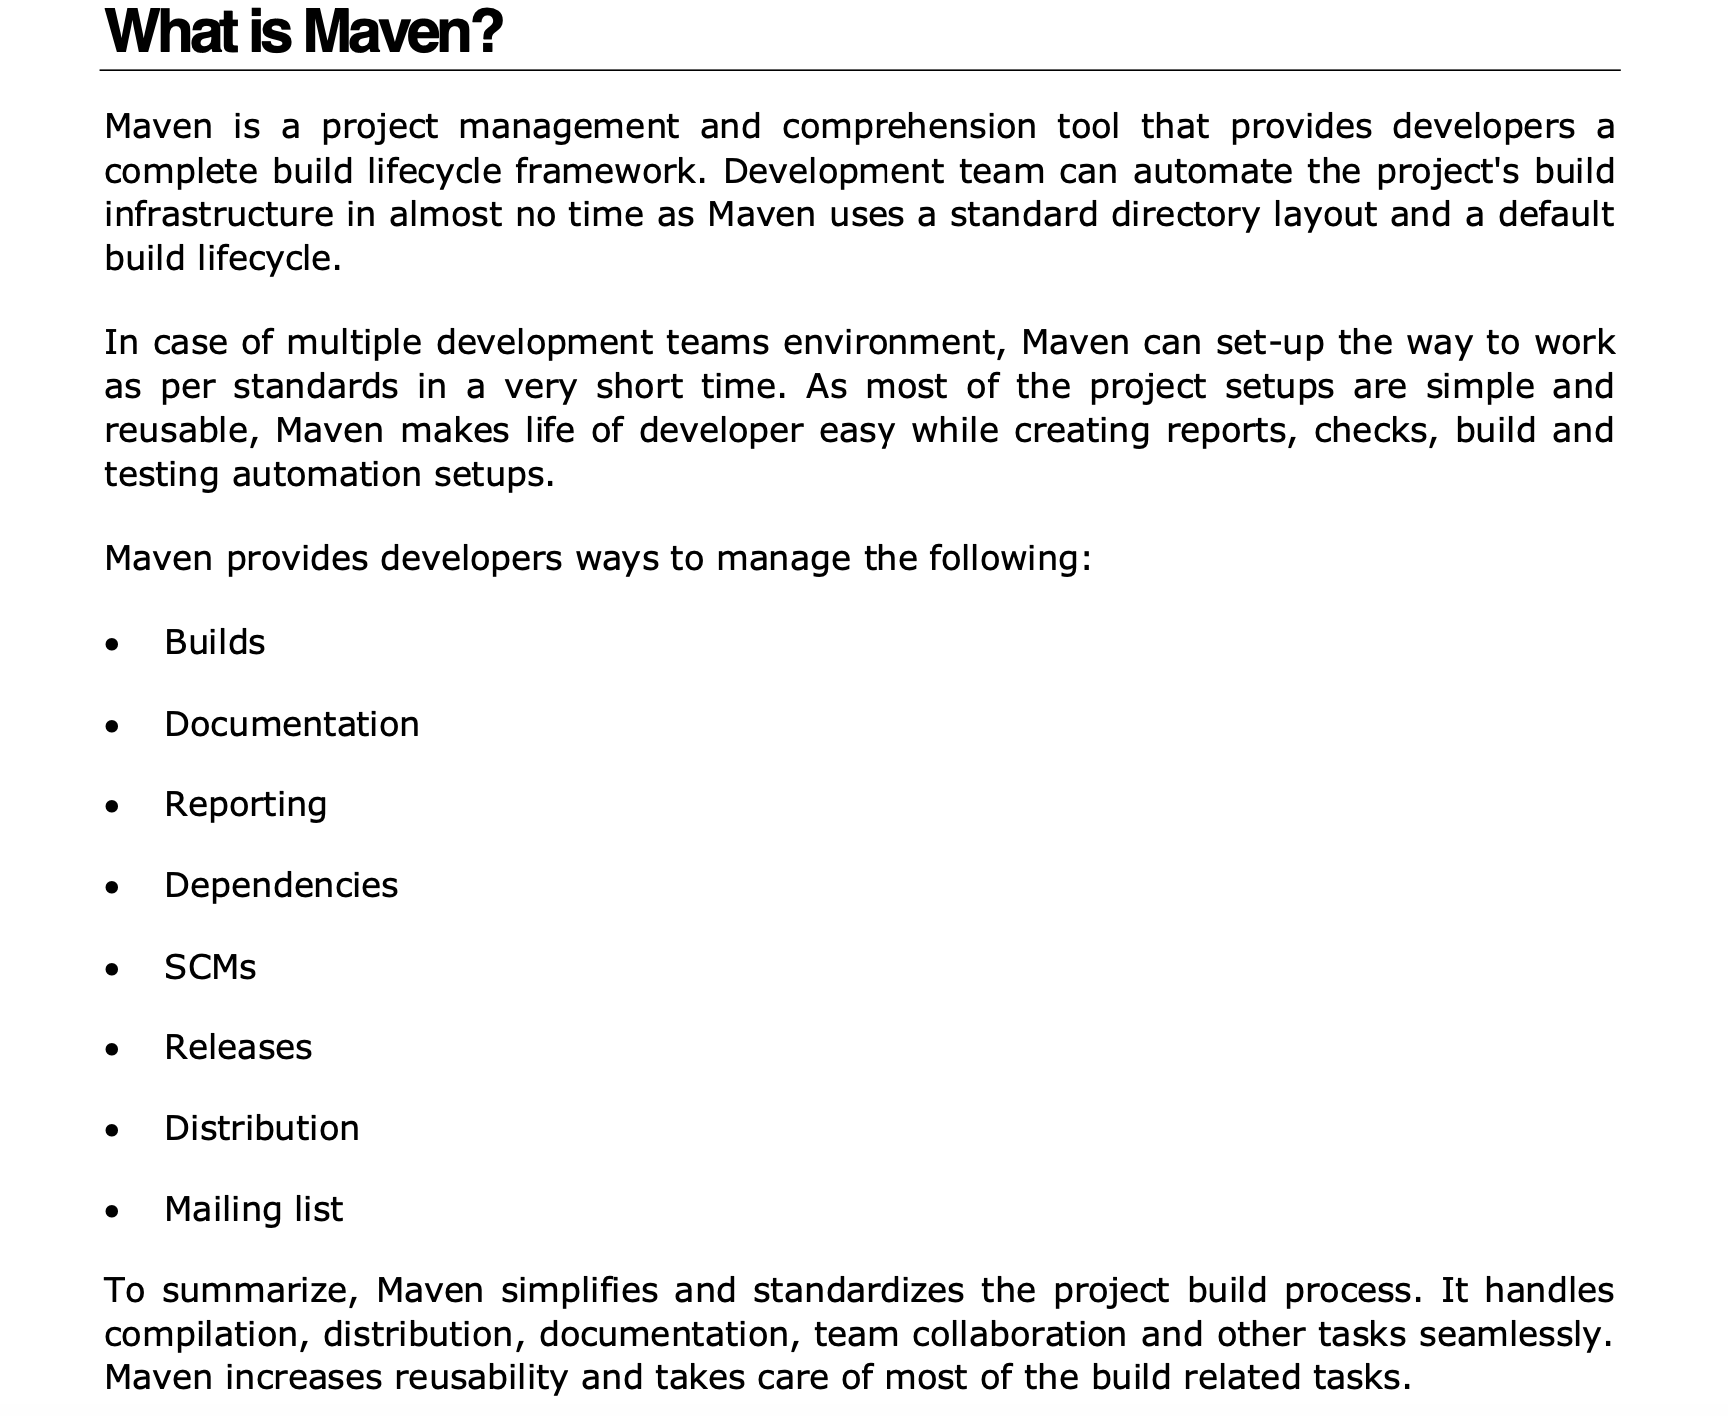 What is Maven?
Maven is a project management and comprehension tool that provides developers a
complete build lifecycle framework. Development team can automate the project's build
infrastructure in almost no time as Maven uses a standard directory layout and a default
build lifecycle.
In case of multiple development teams environment, Maven can set-up the way to work
as per standards in a very short time. As most of the project setups are simple and
reusable, Maven makes life of developer easy while creating reports, checks, build and
testing automation setups.
Maven provides developers ways to manage the following:
• Builds
• Documentation
• Reporting
• Dependencies
• SCMs
• Releases
• Distribution
• Mailing list
To summarize, Maven simplifies and standardizes the project build process. It handles
compilation, distribution, documentation, team collaboration and other tasks seamlessly.
Maven increases reusability and takes care of most of the build related tasks.